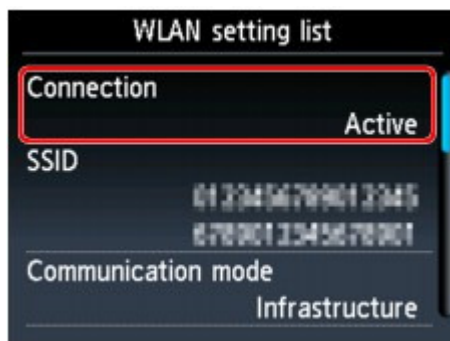 WLAN setting list
Connection
Active
SSID
Communication mode
Infrastructure